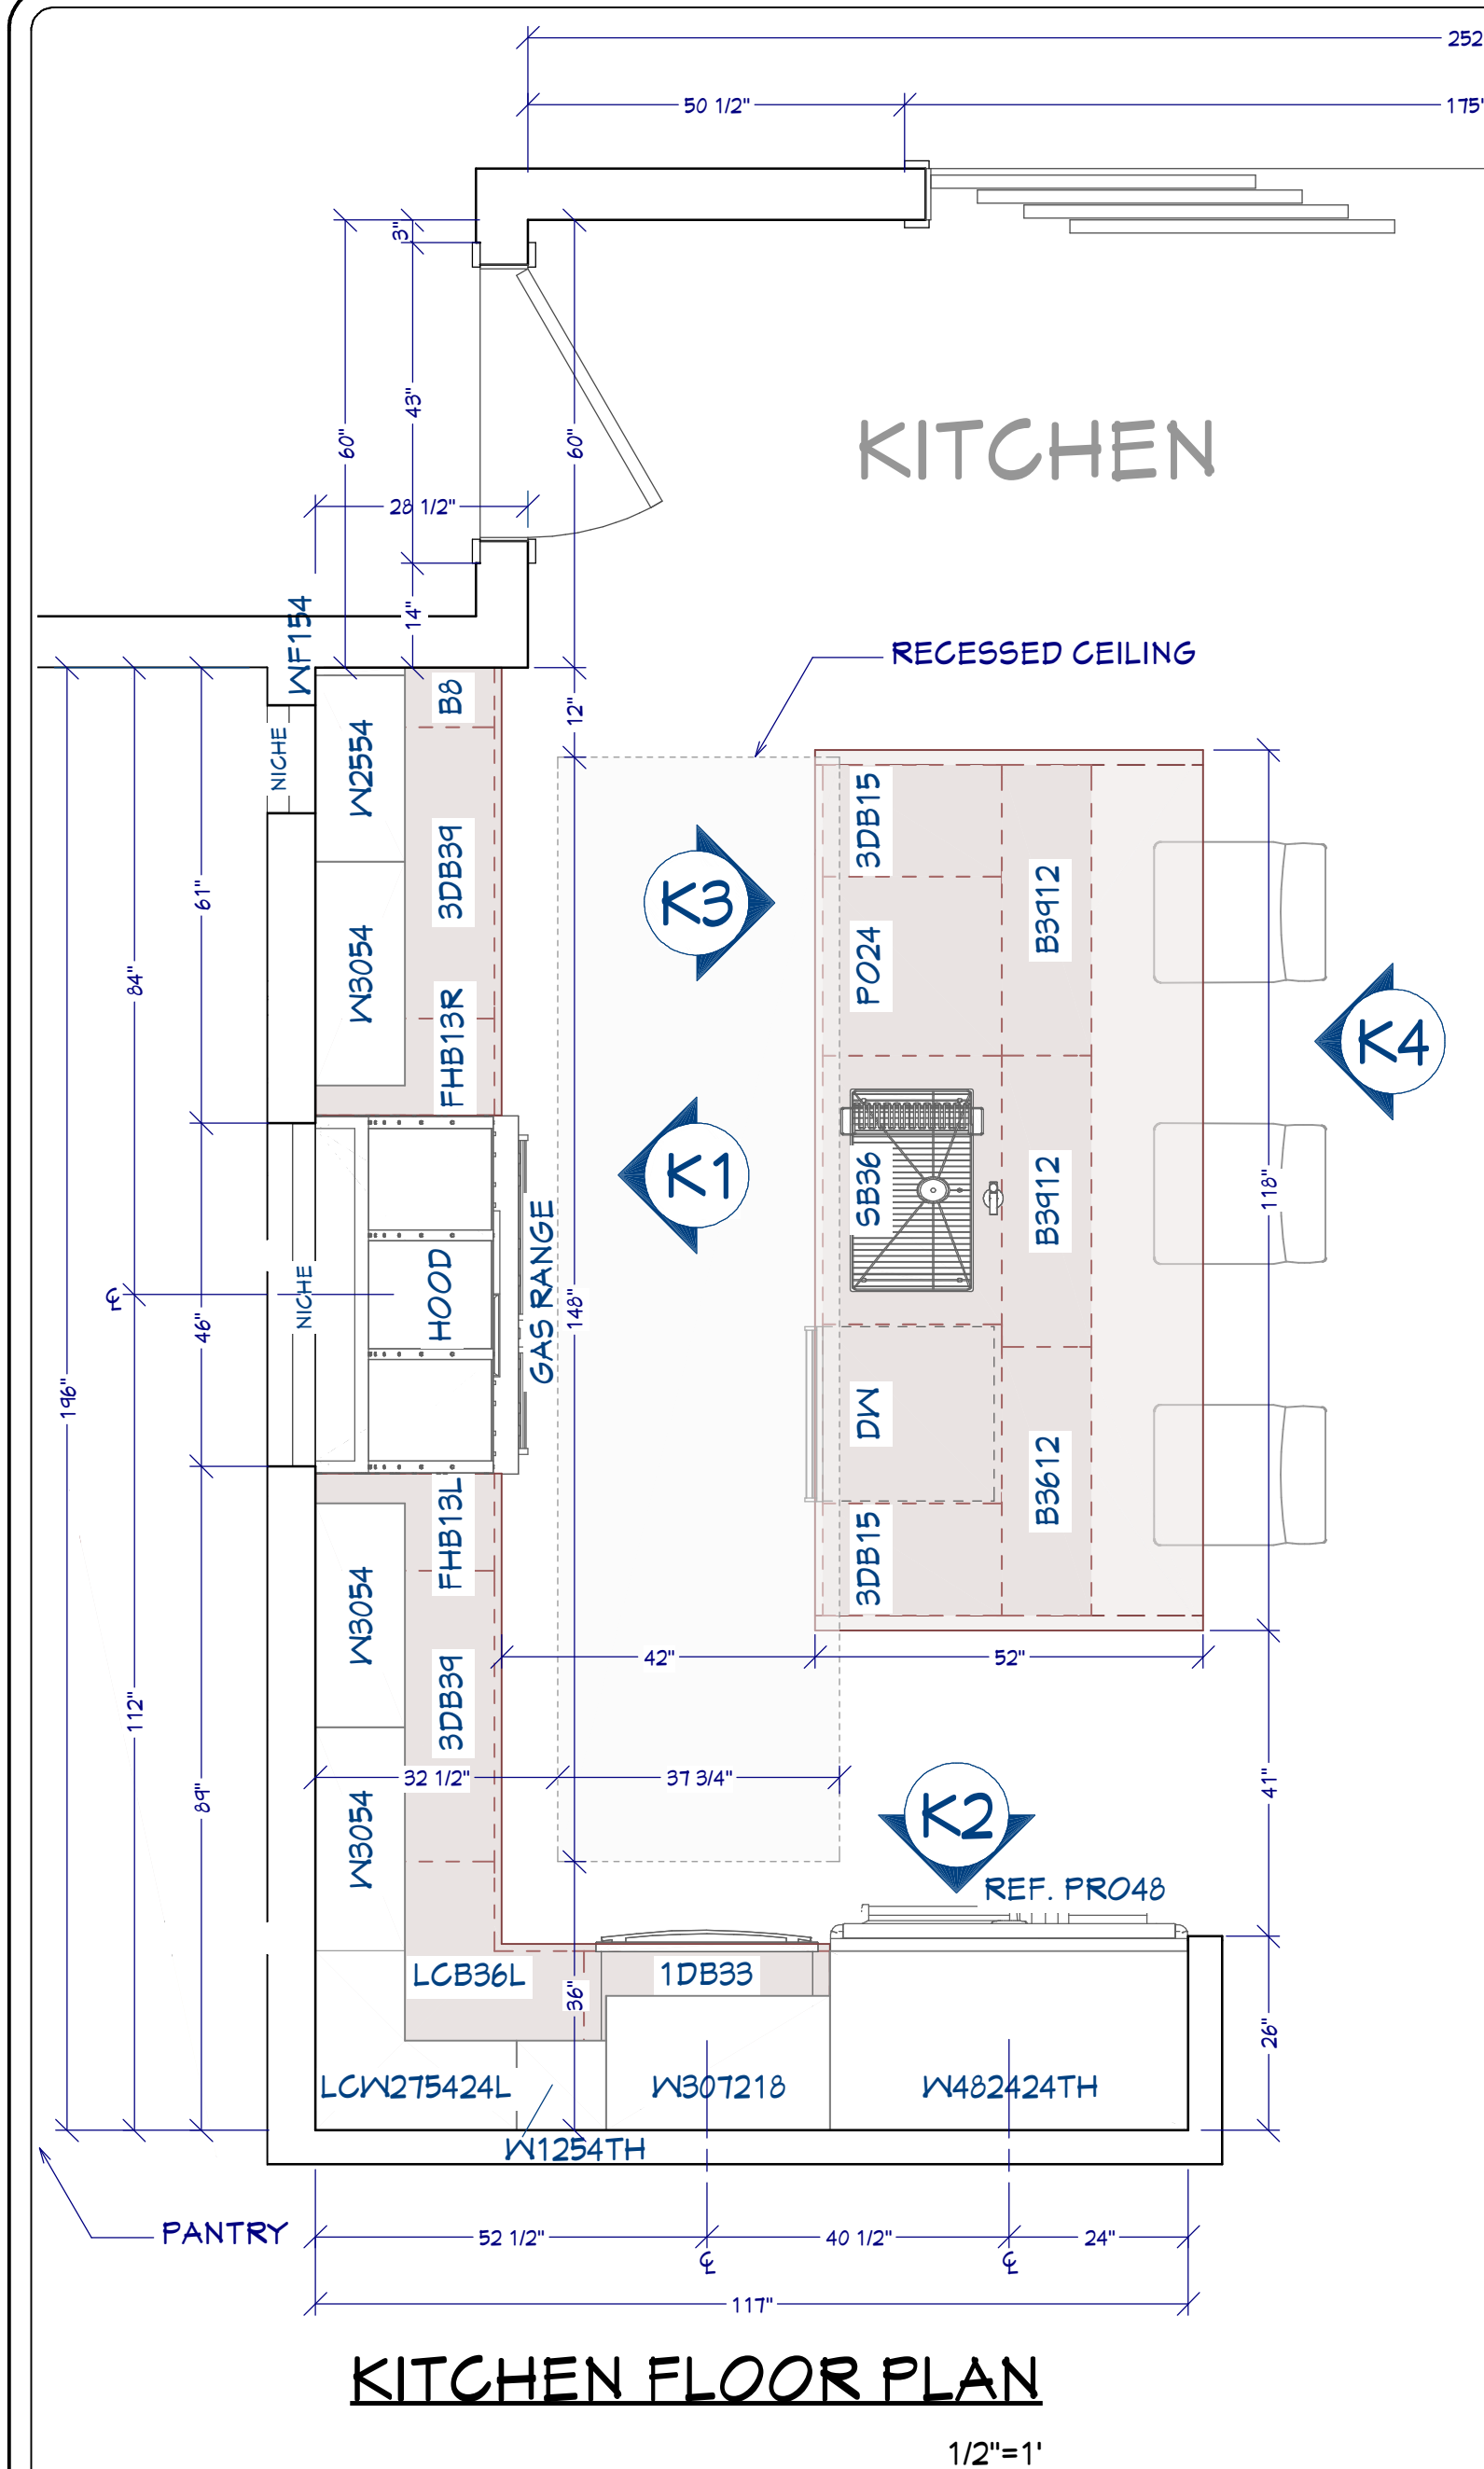 252
50 1/2"
175"
3"
43"
60"
60"
KITCHEN
28 1/2"
14"
WF154
RECESSED CEILING
B8
12"
NICHE
W2554
3DB39
3DB15
K3
B3912
61"
84"
W3054
PO24
FHB13R
K4
K1
SB36
B3912
118"
GAS RANGE
HOOD
NICHE
148"
46"
196"
DW
B3612
FHB13L
3DB15
W3054
3DB39
42"
52"
112"
32 1/2"
37 3/4"
89"
41"
K2
W3054
REF. PRO48
LCB36L
1DB33
36"
26"
LCW275424L
W307218
W482424TH
W1254TH
PANTRY
52 1/2"
40 1/2"
24"
117"
KITCHEN FLOOR PLAN
1/2"=1'